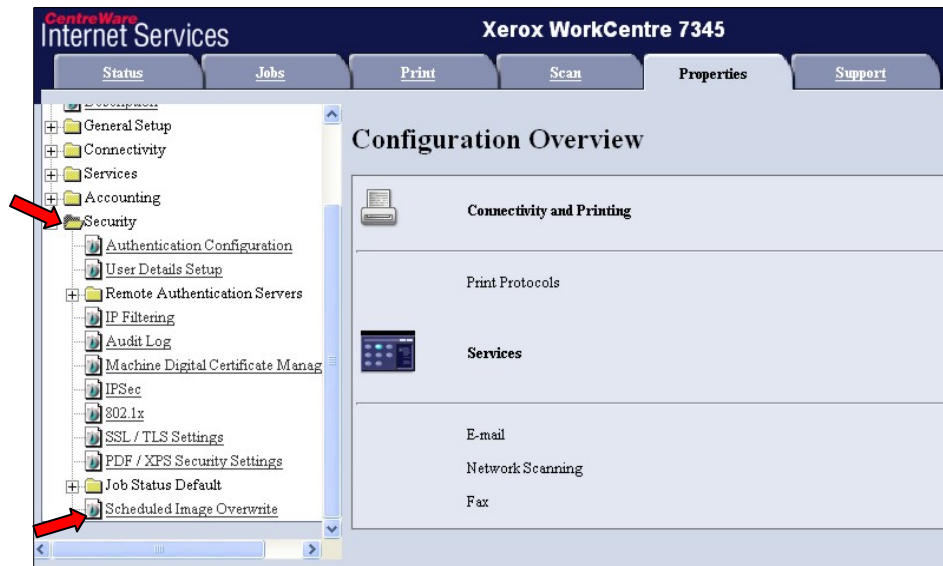 CentreWare
Internet Services
Xerox WorkCentre 7345
Status
Jobs
Print
Scan
Properties
Support
Description
General Setup
Connectivity
Services
Accounting
Security
Authentication Configuration
User Details Setup
Remote Authentication Servers
IP Filtering
Audit Log
Machine Digital Certificate Manag
IPSec
802.1x
SSL / TLS Settings
PDF / XPS Security Settings
Job Status Default
Scheduled Image Overwrite
Configuration Overview
Connectivity and Printing
Print Protocols
Services
E-mail
Network Scanning
Fax